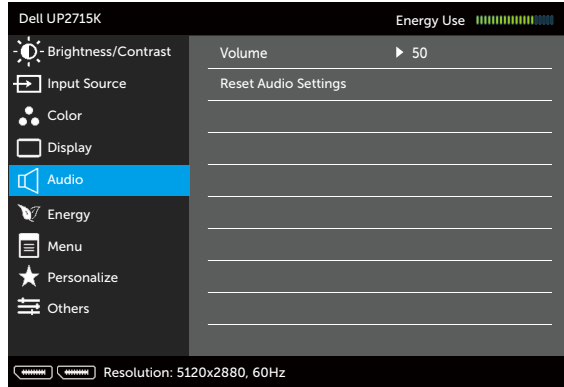 Dell UP2715K Energy Use
Brightness/Contrast Volume 50
Input Source Reset Audio Settings
Color
Display
Audio
Energy
Menu
Personalize
Others
Resolution: 5120x2880, 60Hz